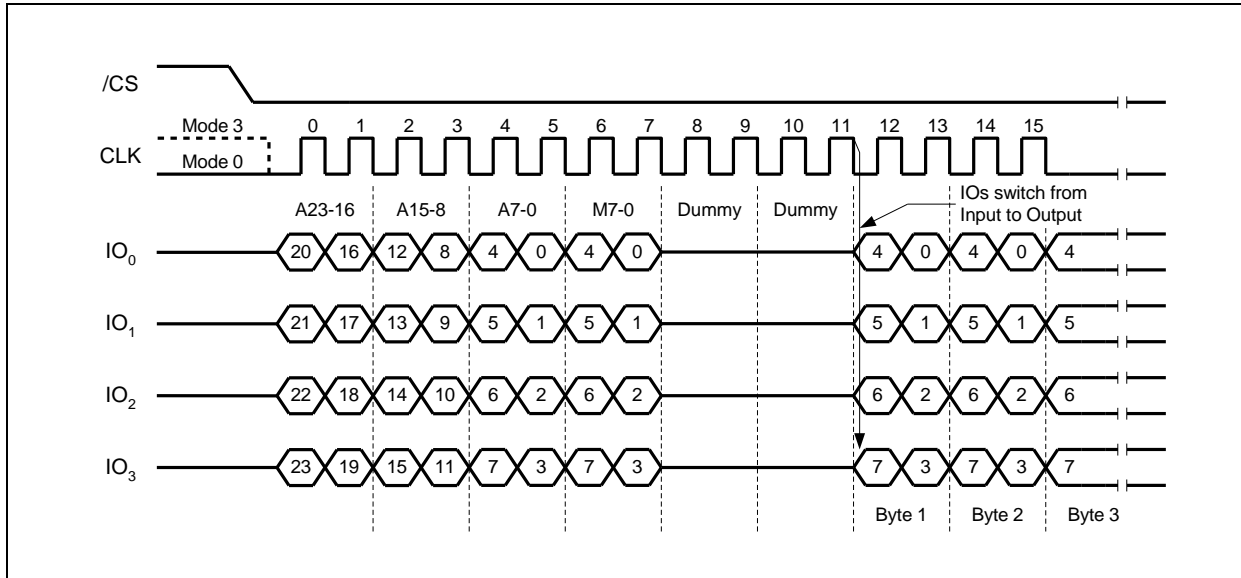 /CS
Mode 3
0 1 2 3 4 5 6 7 8 9 10 11 12 13 14 15
CLK
Mode 0
A23-16 A15-8 A7-0 M7-0 Dummy Dummy
IOs switch from
Input to Output
IO0 20 16 12 8 4 0 4 0 4 0 4 0 4
IO1 21 17 13 9 5 1 5 1 5 1 5 1 5
IO2 22 18 14 10 6 2 6 2 6 2 6 2 6
IO3 23 19 15 11 7 3 7 3 7 3 7 3 7
Byte 1 Byte 2 Byte 3